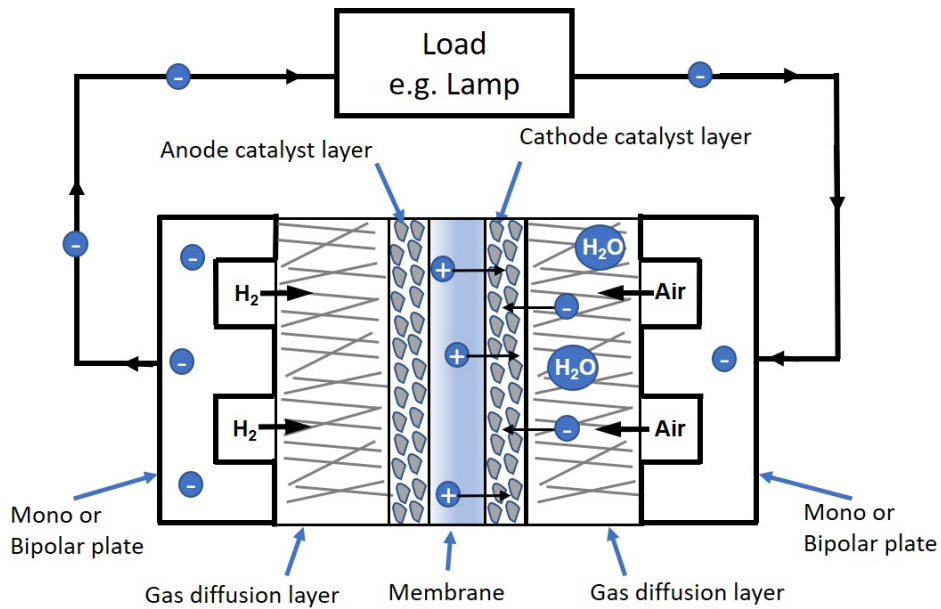 Load
e.g. Lamp
Anode catalyst layer
Cathode catalyst layer
-
-
-
-
-
-
-
-
-
+
+
+
H₂O
H₂O
H₂
H₂
Air
Air
Mono or
Bipolar plate
Gas diffusion layer
Membrane
Gas diffusion layer
Mono or
Bipolar plate